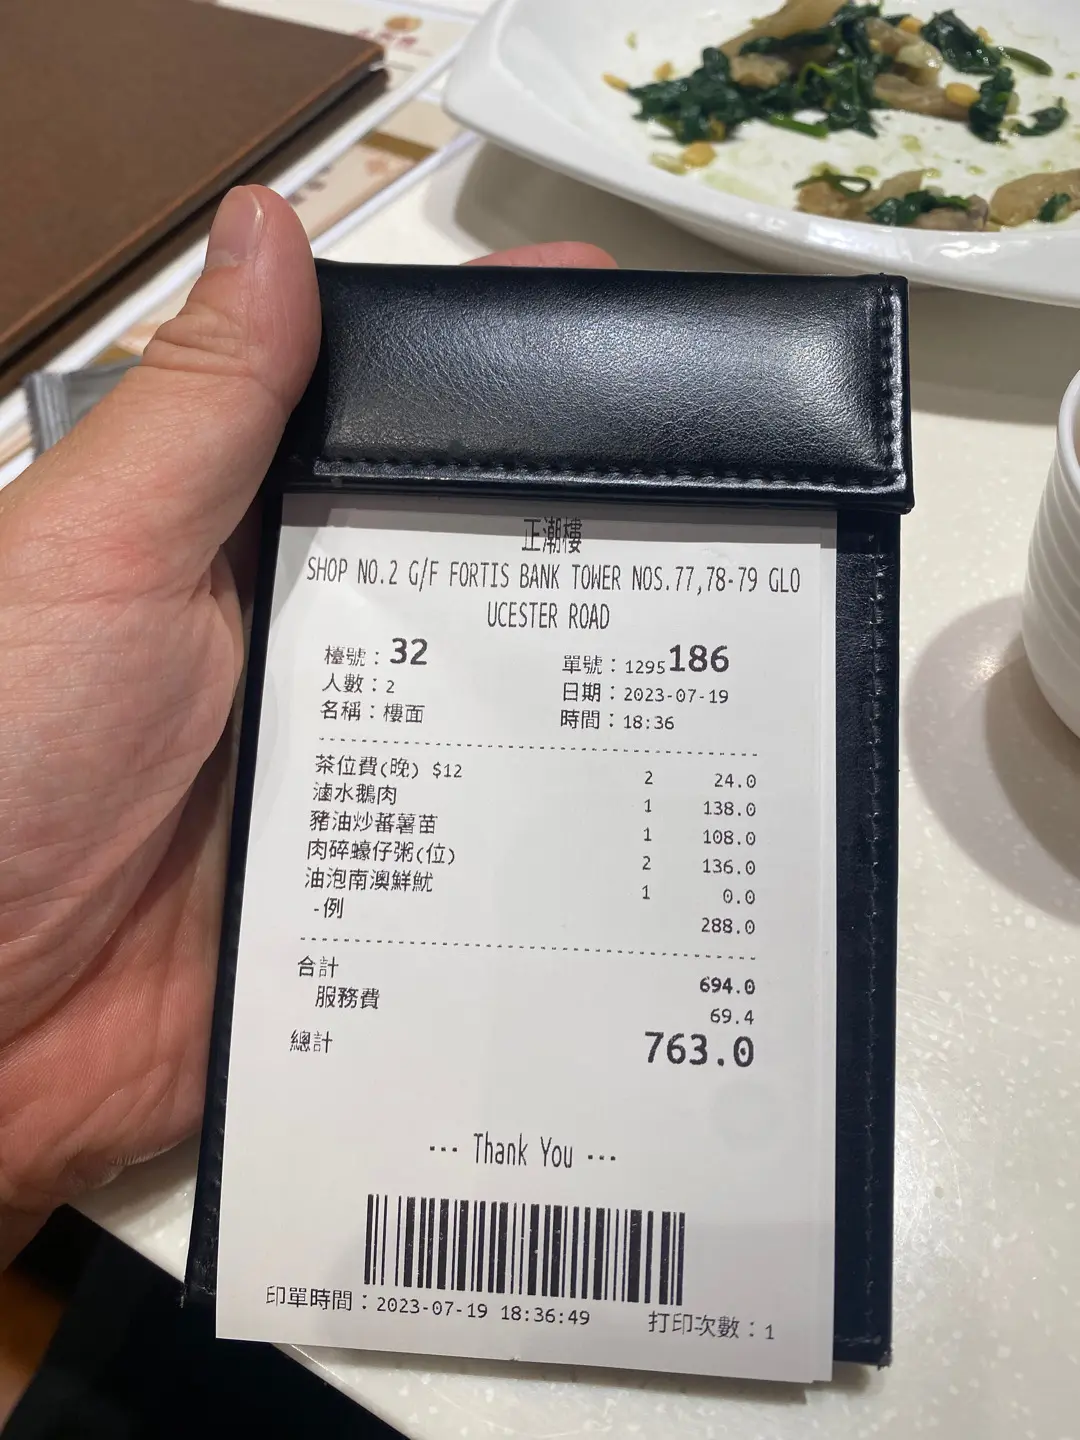 正潮樓
SHOP NO.2 G/F FORTIS BANK TOWER NOS.77,78-79 GLO
UCESTER ROAD
檯號：32 單號：1295186
人數：2 日期：2023-07-19
名稱：樓面 時間：18:36
茶位費(晚) $12 2 24.0
滷水鵝肉 1 138.0
豬油炒蕃薯苗 1 108.0
肉碎蠔仔粥(位) 2 136.0
油泡南澳鮮魷 1 0.0
-例 288.0
合計 694.0
服務費 69.4
總計 763.0
--- Thank You ---
印單時間：2023-07-19 18:36:49 打印次數：1